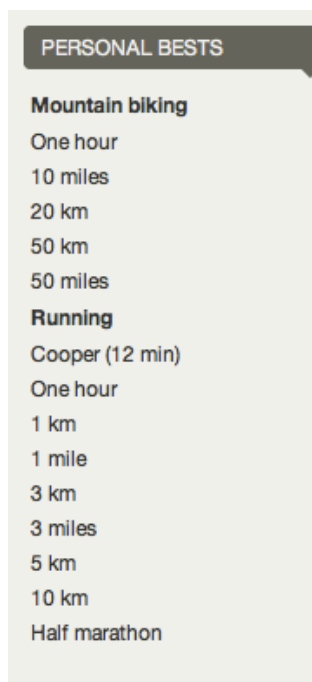 PERSONAL BESTS
Mountain biking
One hour
10 miles
20 km
50 km
50 miles
Running
Cooper (12 min)
One hour
1 km
1 mile
3 km
3 miles
5 km
10 km
Half marathon